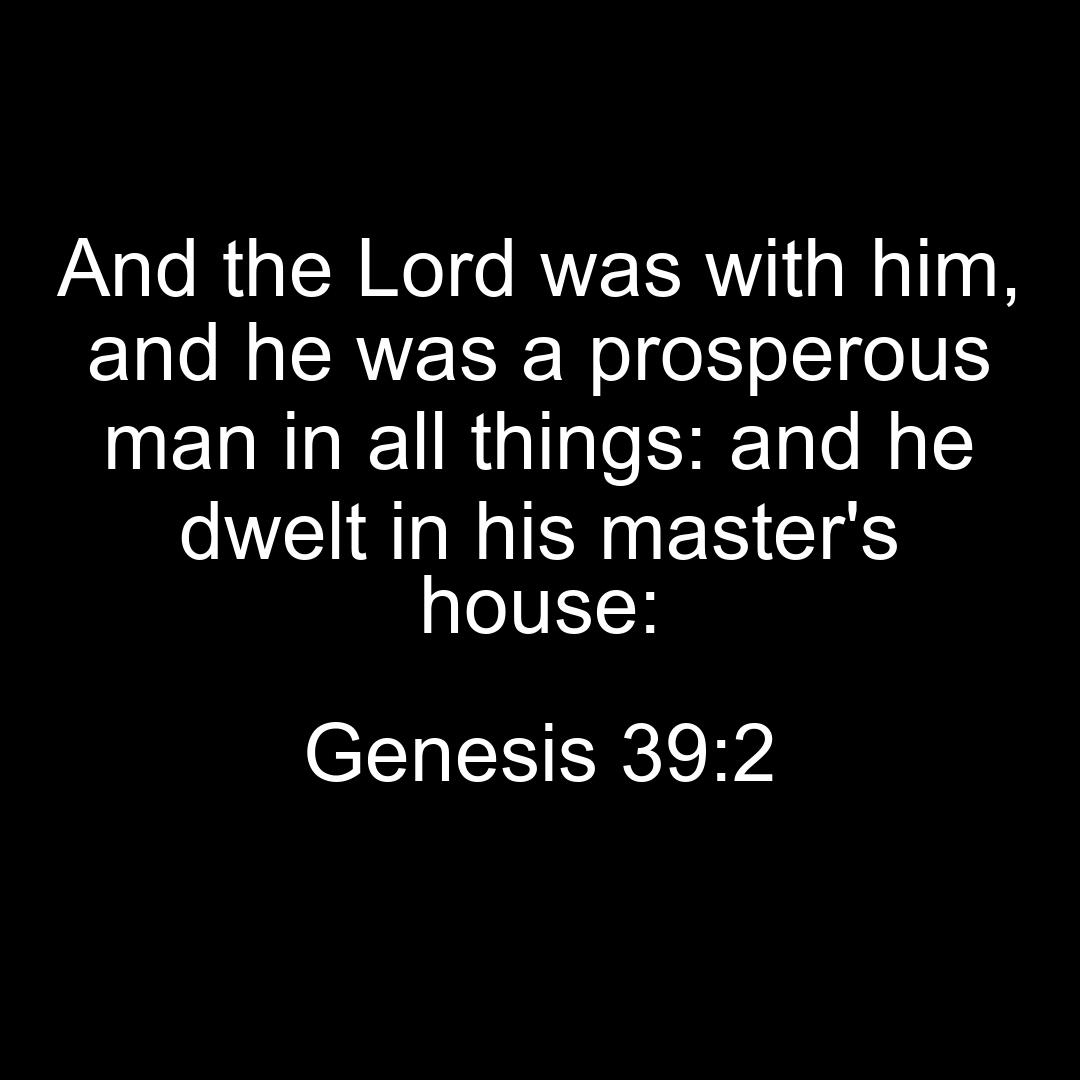 And the Lord was with him,
and he was a prosperous
man in all things: and he
dwelt in his master's
house:
Genesis 39:2